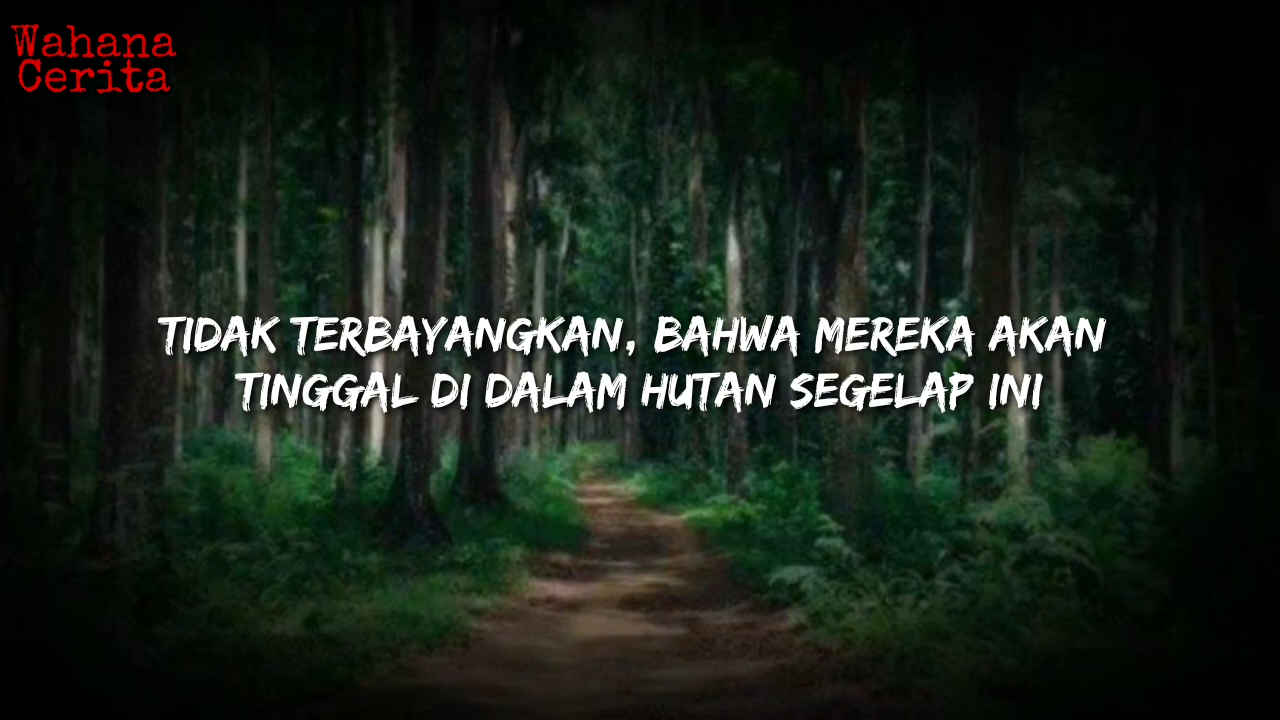 Wahana
Cerita
TIDAK TERBAYANGKAN, BAHWA MEREKA AKAN
TINGGAL DI DALAM HUTAN SEGELAP INI